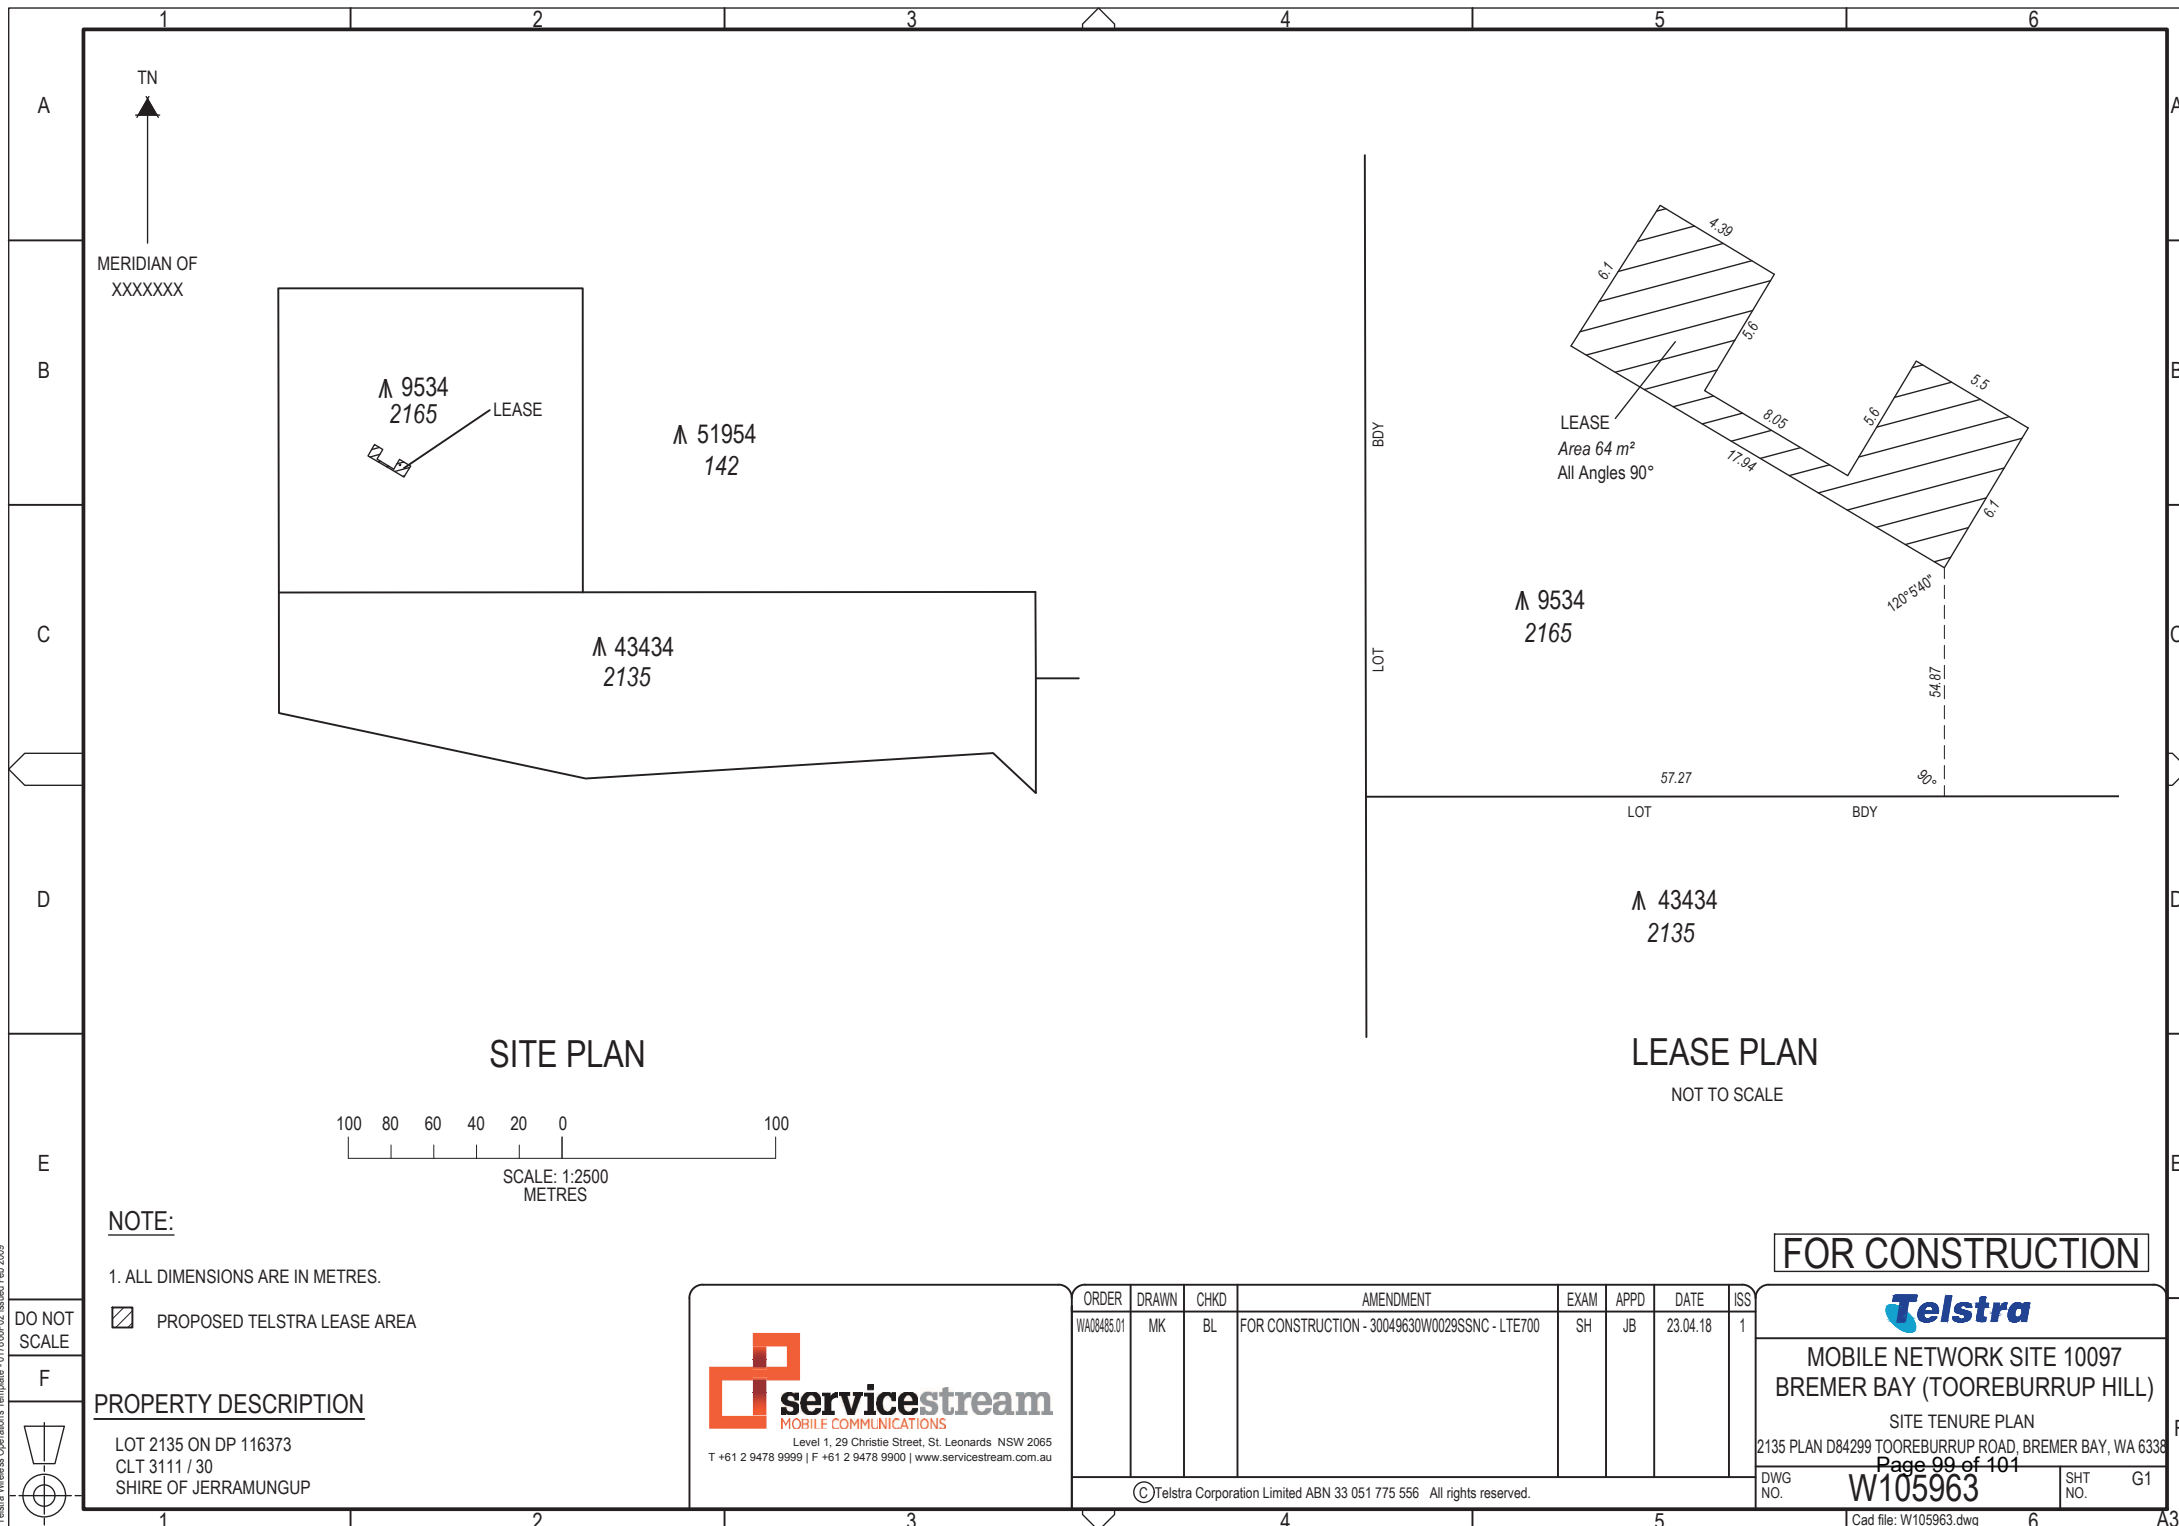 1 2 3 4 5 6
A A
B B
C C
D D
E E
F F
TN
MERIDIAN OF
XXXXXXX
9534
2165
LEASE
51954
142
43434
2135
SITE PLAN
100 80 60 40 20 0 100
SCALE: 1:2500
METRES
BDY
LOT
4.39
6.1
5.6
8.05
17.94
5.6
5.5
6.1
LEASE
Area 64 m²
All Angles 90°
9534
2165
120°5'40"
54.87
57.27
90°
LOT BDY
43434
2135
LEASE PLAN
NOT TO SCALE
NOTE:
1. ALL DIMENSIONS ARE IN METRES.
PROPOSED TELSTRA LEASE AREA
DO NOT
SCALE
PROPERTY DESCRIPTION
LOT 2135 ON DP 116373
CLT 3111 / 30
SHIRE OF JERRAMUNGUP
servicestream
MOBILE COMMUNICATIONS
Level 1, 29 Christie Street, St. Leonards NSW 2065
T +61 2 9478 9999 | F +61 2 9478 9900 | www.servicestream.com.au
ORDER DRAWN CHKD AMENDMENT EXAM APPD DATE ISS
WA08485.01 MK BL FOR CONSTRUCTION - 30049630W0029SSNC - LTE700 SH JB 23.04.18 1
© Telstra Corporation Limited ABN 33 051 775 556 All rights reserved.
FOR CONSTRUCTION
Telstra
MOBILE NETWORK SITE 10097
BREMER BAY (TOOREBURRUP HILL)
SITE TENURE PLAN
2135 PLAN D84299 TOOREBURRUP ROAD, BREMER BAY, WA 6338
Page 99 of 101
DWG
NO.
W105963
SHT
NO.
G1
Cad file: W105963.dwg
A3
1 2 3 4 5 6